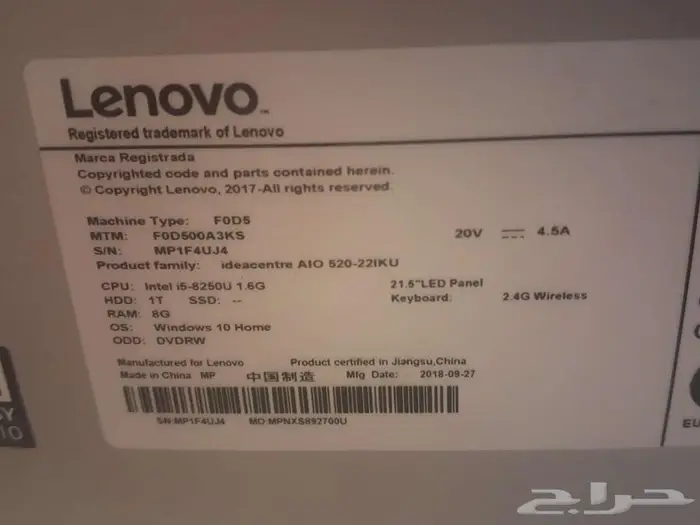 Lenovo™
Registered trademark of Lenovo
Marca Registrada
Copyrighted code and parts contained herein.
© Copyright Lenovo, 2017-All rights reserved.
Machine Type: F0D5
MTM: F0D500A3KS
20V ⎓ 4.5A
S/N: MP1F4UJ4
Product family: ideacentre AIO 520-22IKU
CPU: Intel i5-8250U 1.6G
21.5"LED Panel
HDD: 1T SSD: --
Keyboard: 2.4G Wireless
RAM: 8G
OS: Windows 10 Home
ODD: DVDRW
Manufactured for Lenovo Product certified in Jiangsu,China
Made in China MP 中国制造 Mfg Date: 2018-09-27
SN:MP1F4UJ4 MO:MPNXS892700U
EU
10
حراج